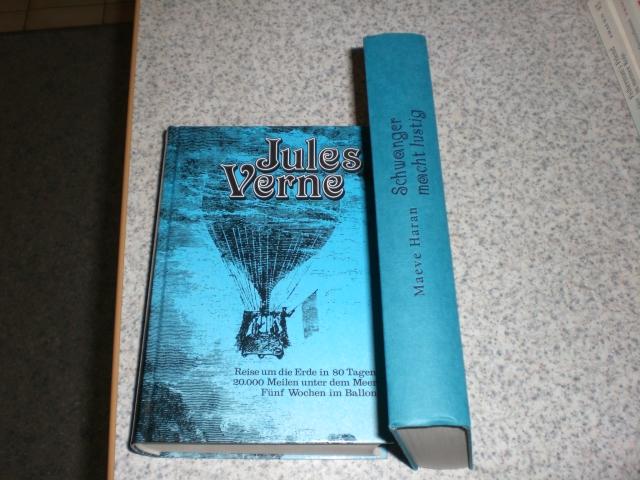 Jules
Verne
Reise um die Erde in 80 Tagen
20.000 Meilen unter dem Meer
Fünf Wochen im Ballon
Maeve Haran
Schwanger
macht lustig